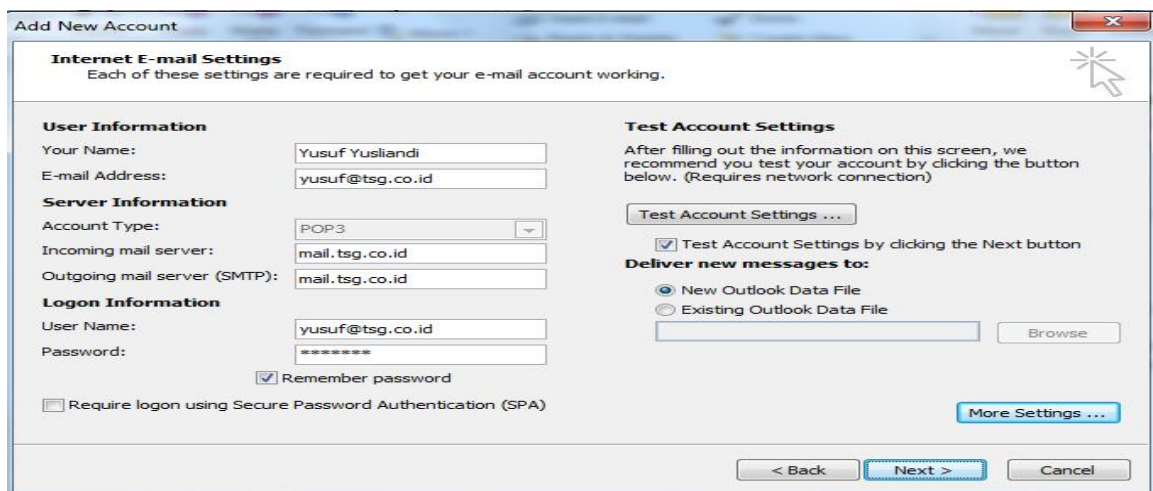 Add New Account
Internet E-mail Settings
Each of these settings are required to get your e-mail account working.
User Information
Your Name:
Yusuf Yusliandi
E-mail Address:
yusuf@tsg.co.id
Server Information
Account Type:
POP3
Incoming mail server:
mail.tsg.co.id
Outgoing mail server (SMTP):
mail.tsg.co.id
Logon Information
User Name:
yusuf@tsg.co.id
Password:
*******
Remember password
Require logon using Secure Password Authentication (SPA)
Test Account Settings
After filling out the information on this screen, we
recommend you test your account by clicking the button
below. (Requires network connection)
Test Account Settings ...
Test Account Settings by clicking the Next button
Deliver new messages to:
New Outlook Data File
Existing Outlook Data File
Browse
More Settings ...
< Back
Next >
Cancel